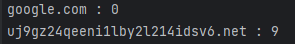 google.com : 0
uj9gz24qeeni1lby2l214idsv6.net : 9